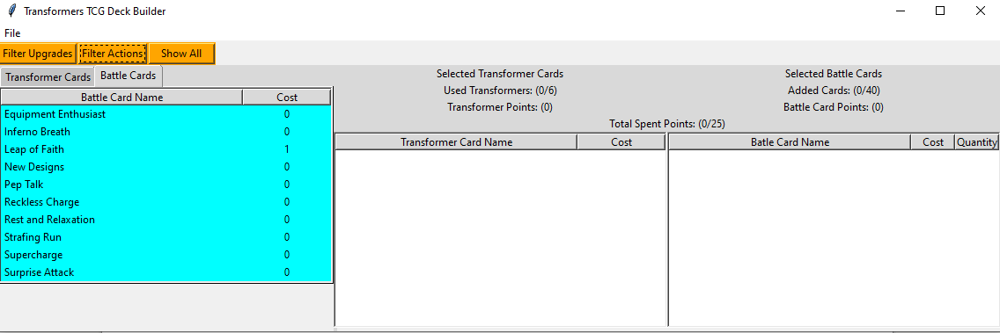 Transformers TCG Deck Builder
File
Filter Upgrades Filter Actions Show All
Transformer Cards Battle Cards
Battle Card Name Cost
Equipment Enthusiast 0
Inferno Breath 0
Leap of Faith 1
New Designs 0
Pep Talk 0
Reckless Charge 0
Rest and Relaxation 0
Strafing Run 0
Supercharge 0
Surprise Attack 0
Selected Transformer Cards
Used Transformers: (0/6)
Transformer Points: (0)
Selected Battle Cards
Added Cards: (0/40)
Battle Card Points: (0)
Total Spent Points: (0/25)
Transformer Card Name Cost
Batle Card Name Cost Quantity